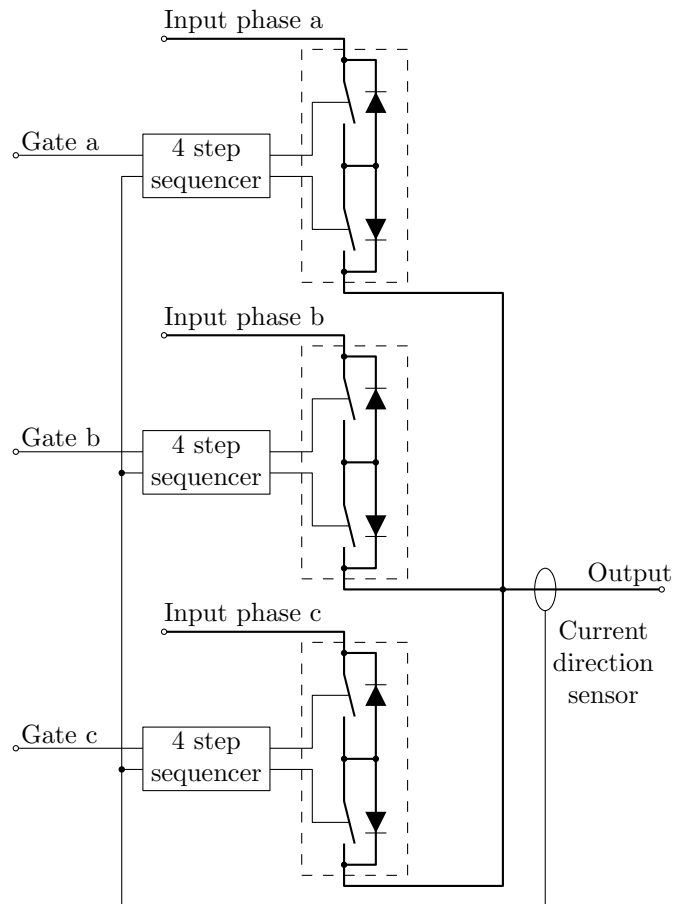 Input phase a
Gate a
4 step
sequencer
Input phase b
Gate b
4 step
sequencer
Output
Current
direction
sensor
Input phase c
Gate c
4 step
sequencer